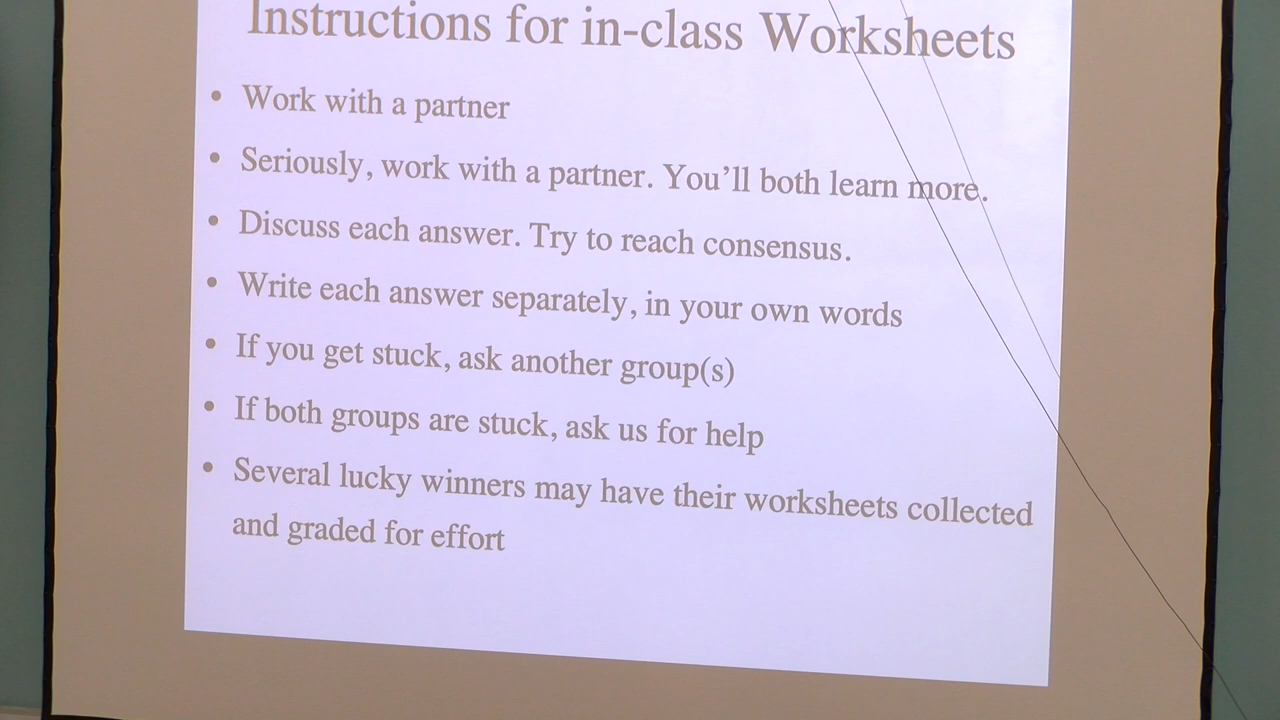 Instructions for in-class Worksheets
• Work with a partner
• Seriously, work with a partner. You'll both learn more.
• Discuss each answer. Try to reach consensus.
• Write each answer separately, in your own words
• If you get stuck, ask another group(s)
• If both groups are stuck, ask us for help
• Several lucky winners may have their worksheets collected
and graded for effort